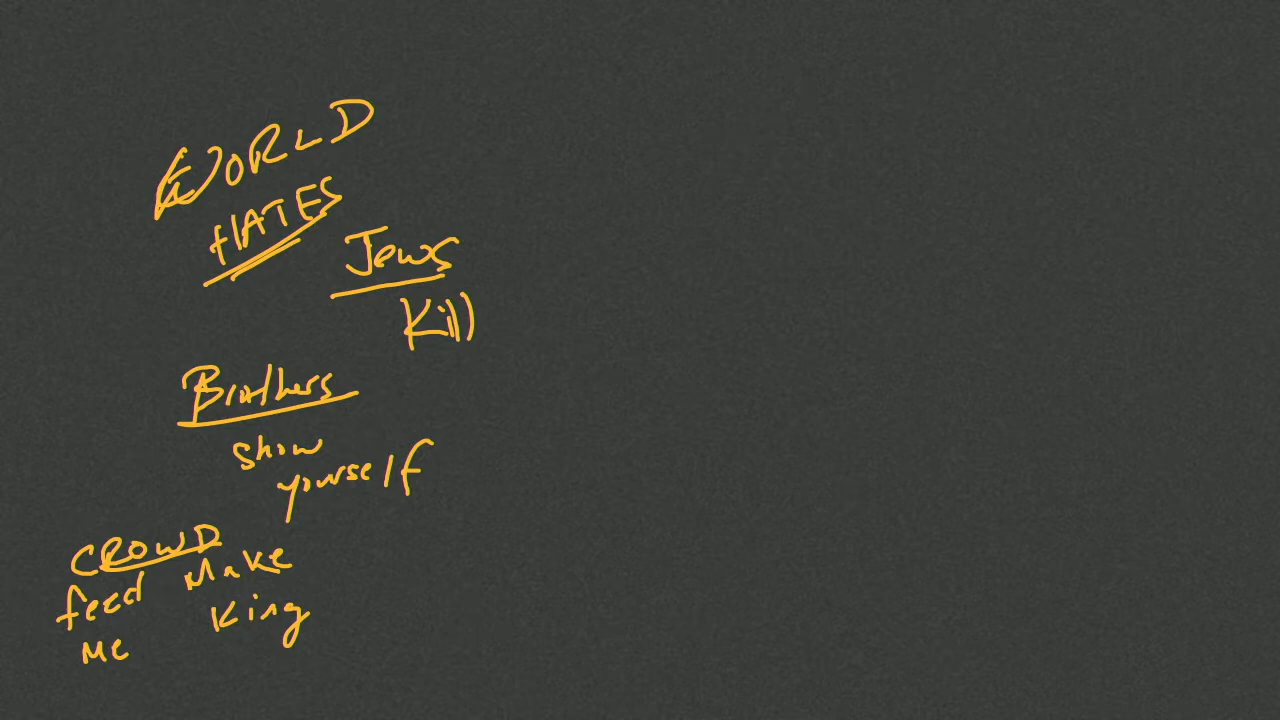 WORLD
HATES
Jews
Kill
Brothers
show
yourself
CROWD
feed Make
me King